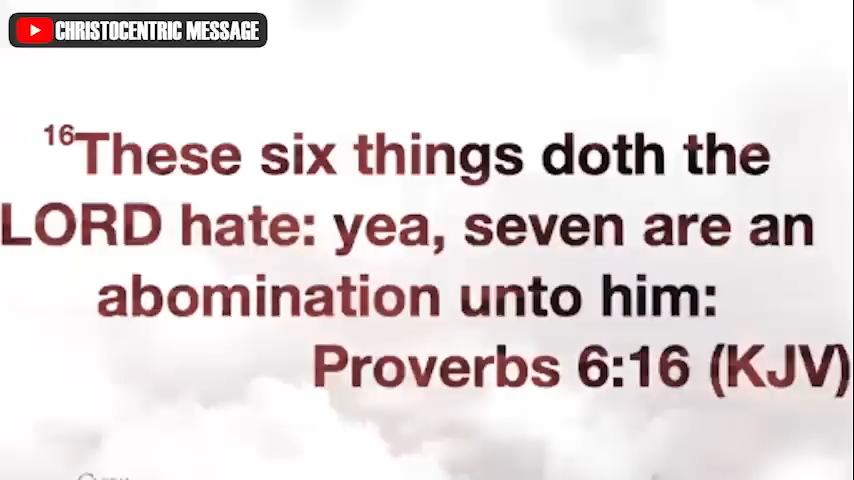 CHRISTOCENTRIC MESSAGE
16These six things doth the
LORD hate: yea, seven are an
abomination unto him:
Proverbs 6:16 (KJV)